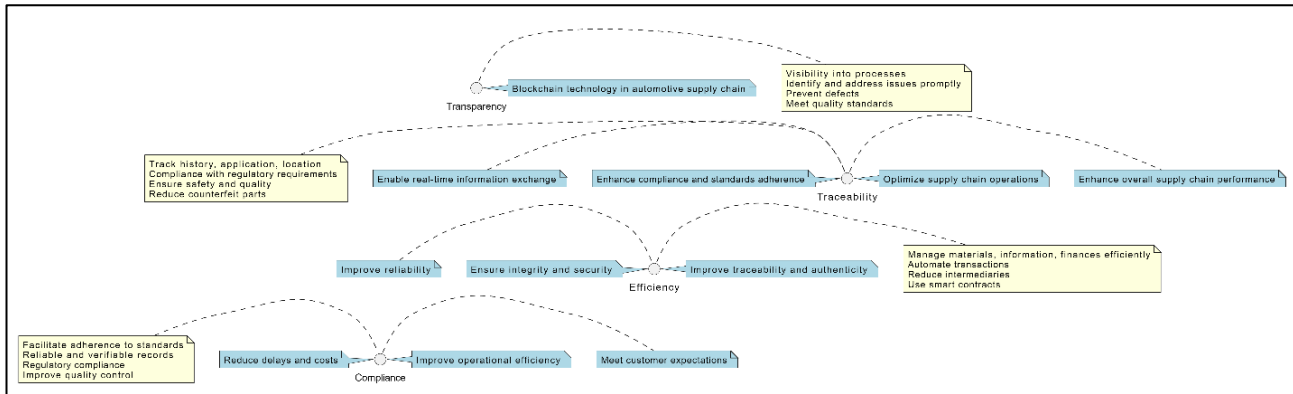 Visibility into processes
Identify and address issues promptly
Prevent defects
Meet quality standards
Blockchain technology in automotive supply chain
Transparency
Track history, application, location
Compliance with regulatory requirements
Ensure safety and quality
Reduce counterfeit parts
Enable real-time information exchange
Enhance compliance and standards adherence
Optimize supply chain operations
Enhance overall supply chain performance
Traceability
Improve reliability
Ensure integrity and security
Improve traceability and authenticity
Manage materials, information, finances efficiently
Automate transactions
Reduce intermediaries
Use smart contracts
Efficiency
Facilitate adherence to standards
Reliable and verifiable records
Regulatory compliance
Improve quality control
Reduce delays and costs
Improve operational efficiency
Meet customer expectations
Compliance